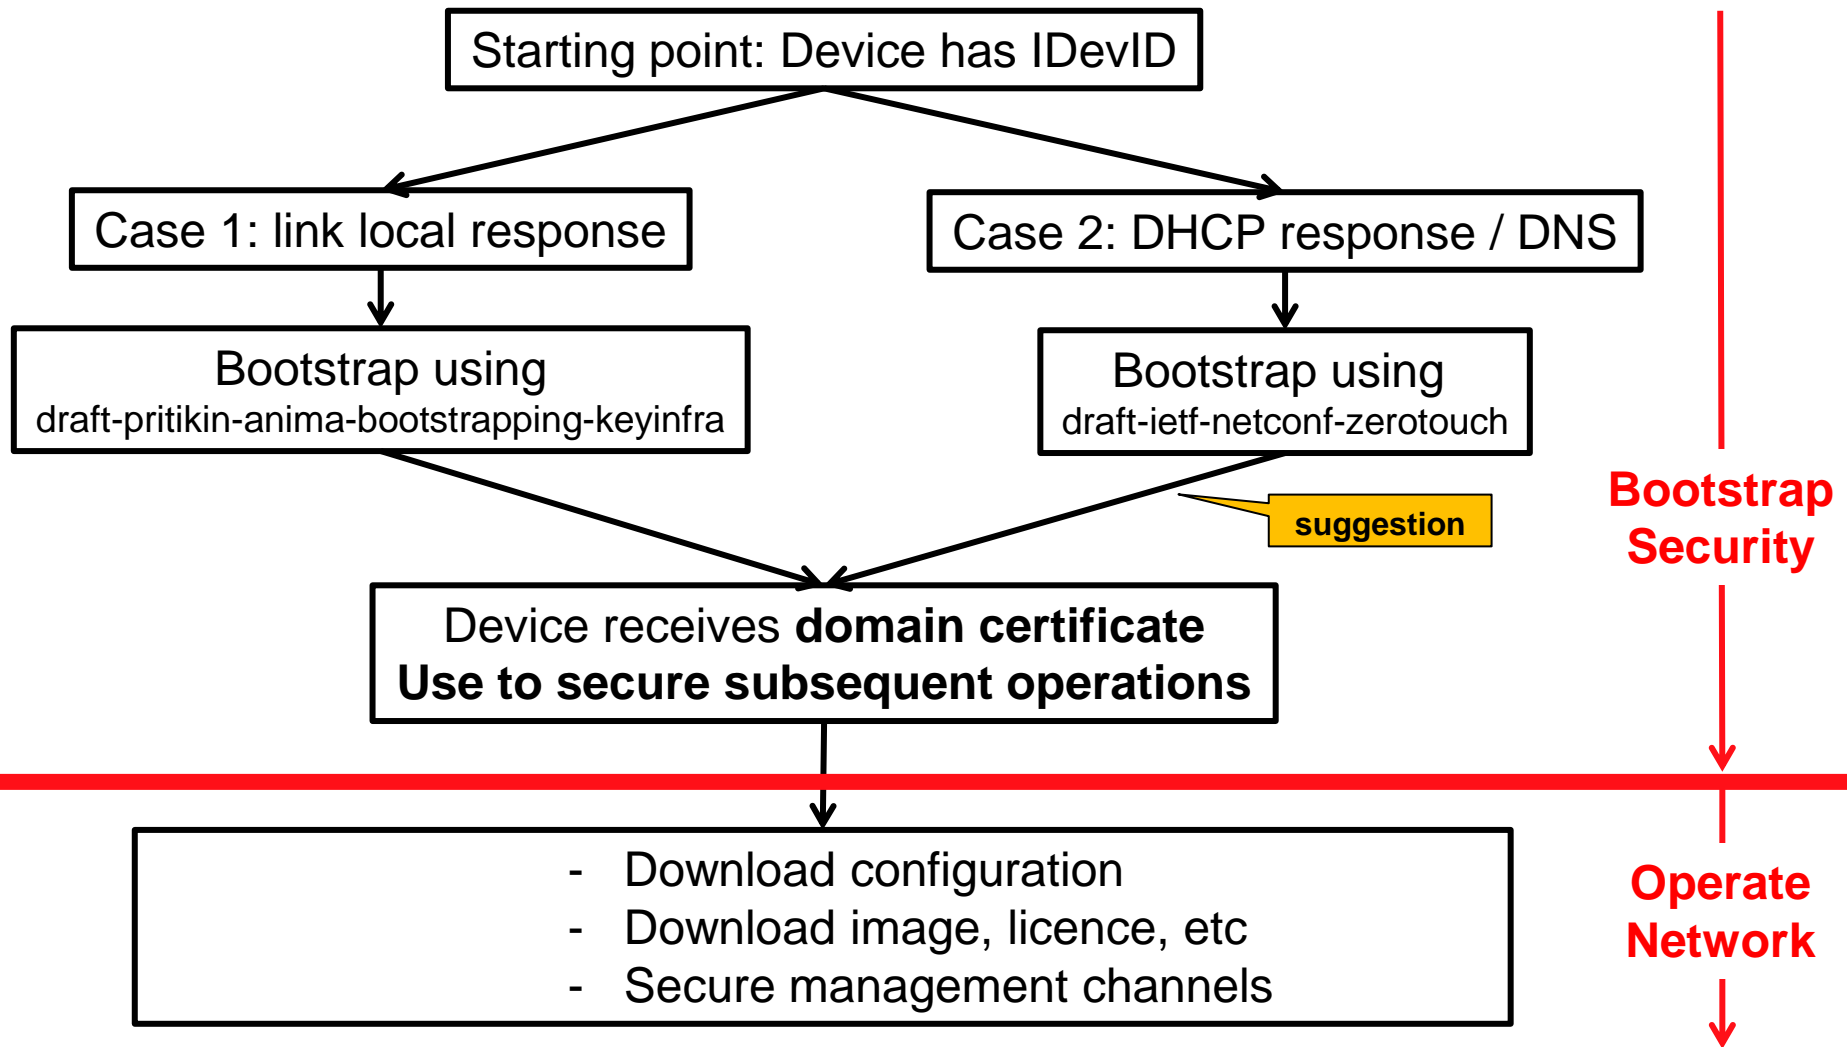 Starting point: Device has IDevID
Case 1: link local response
Case 2: DHCP response / DNS
Bootstrap using
draft-pritikin-anima-bootstrapping-keyinfra
Bootstrap using
draft-ietf-netconf-zerotouch
suggestion
Bootstrap
Security
Device receives domain certificate
Use to secure subsequent operations
- Download configuration
- Download image, licence, etc
- Secure management channels
Operate
Network